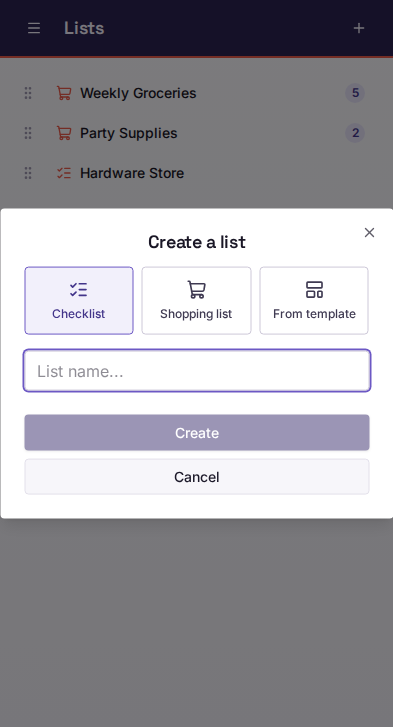 Lists
Weekly Groceries 5
Party Supplies 2
Hardware Store
Create a list
Checklist Shopping list From template
List name...
Create
Cancel